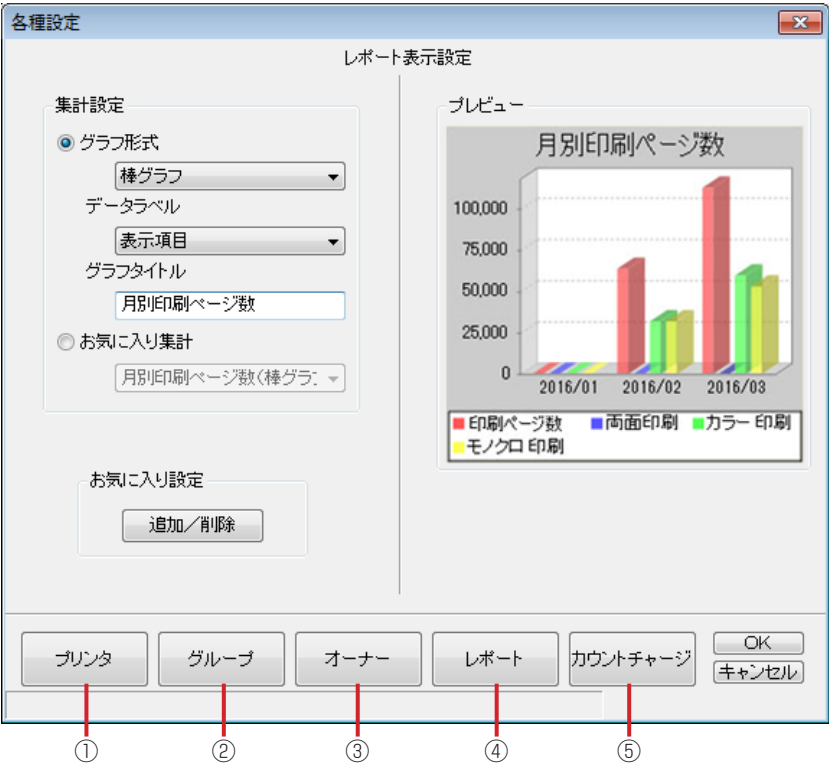 各種設定
レポート表示設定
集計設定
グラフ形式
棒グラフ
データラベル
表示項目
グラフタイトル
月別印刷ページ数
お気に入り集計
月別印刷ページ数(棒グラ
お気に入り設定
追加／削除
プレビュー
月別印刷ページ数
100,000
75,000
50,000
25,000
0
2016/01 2016/02 2016/03
印刷ページ数 両面印刷 カラー 印刷
モノクロ 印刷
プリンタ グループ オーナー レポート カウントチャージ
OK
キャンセル
① ② ③ ④ ⑤